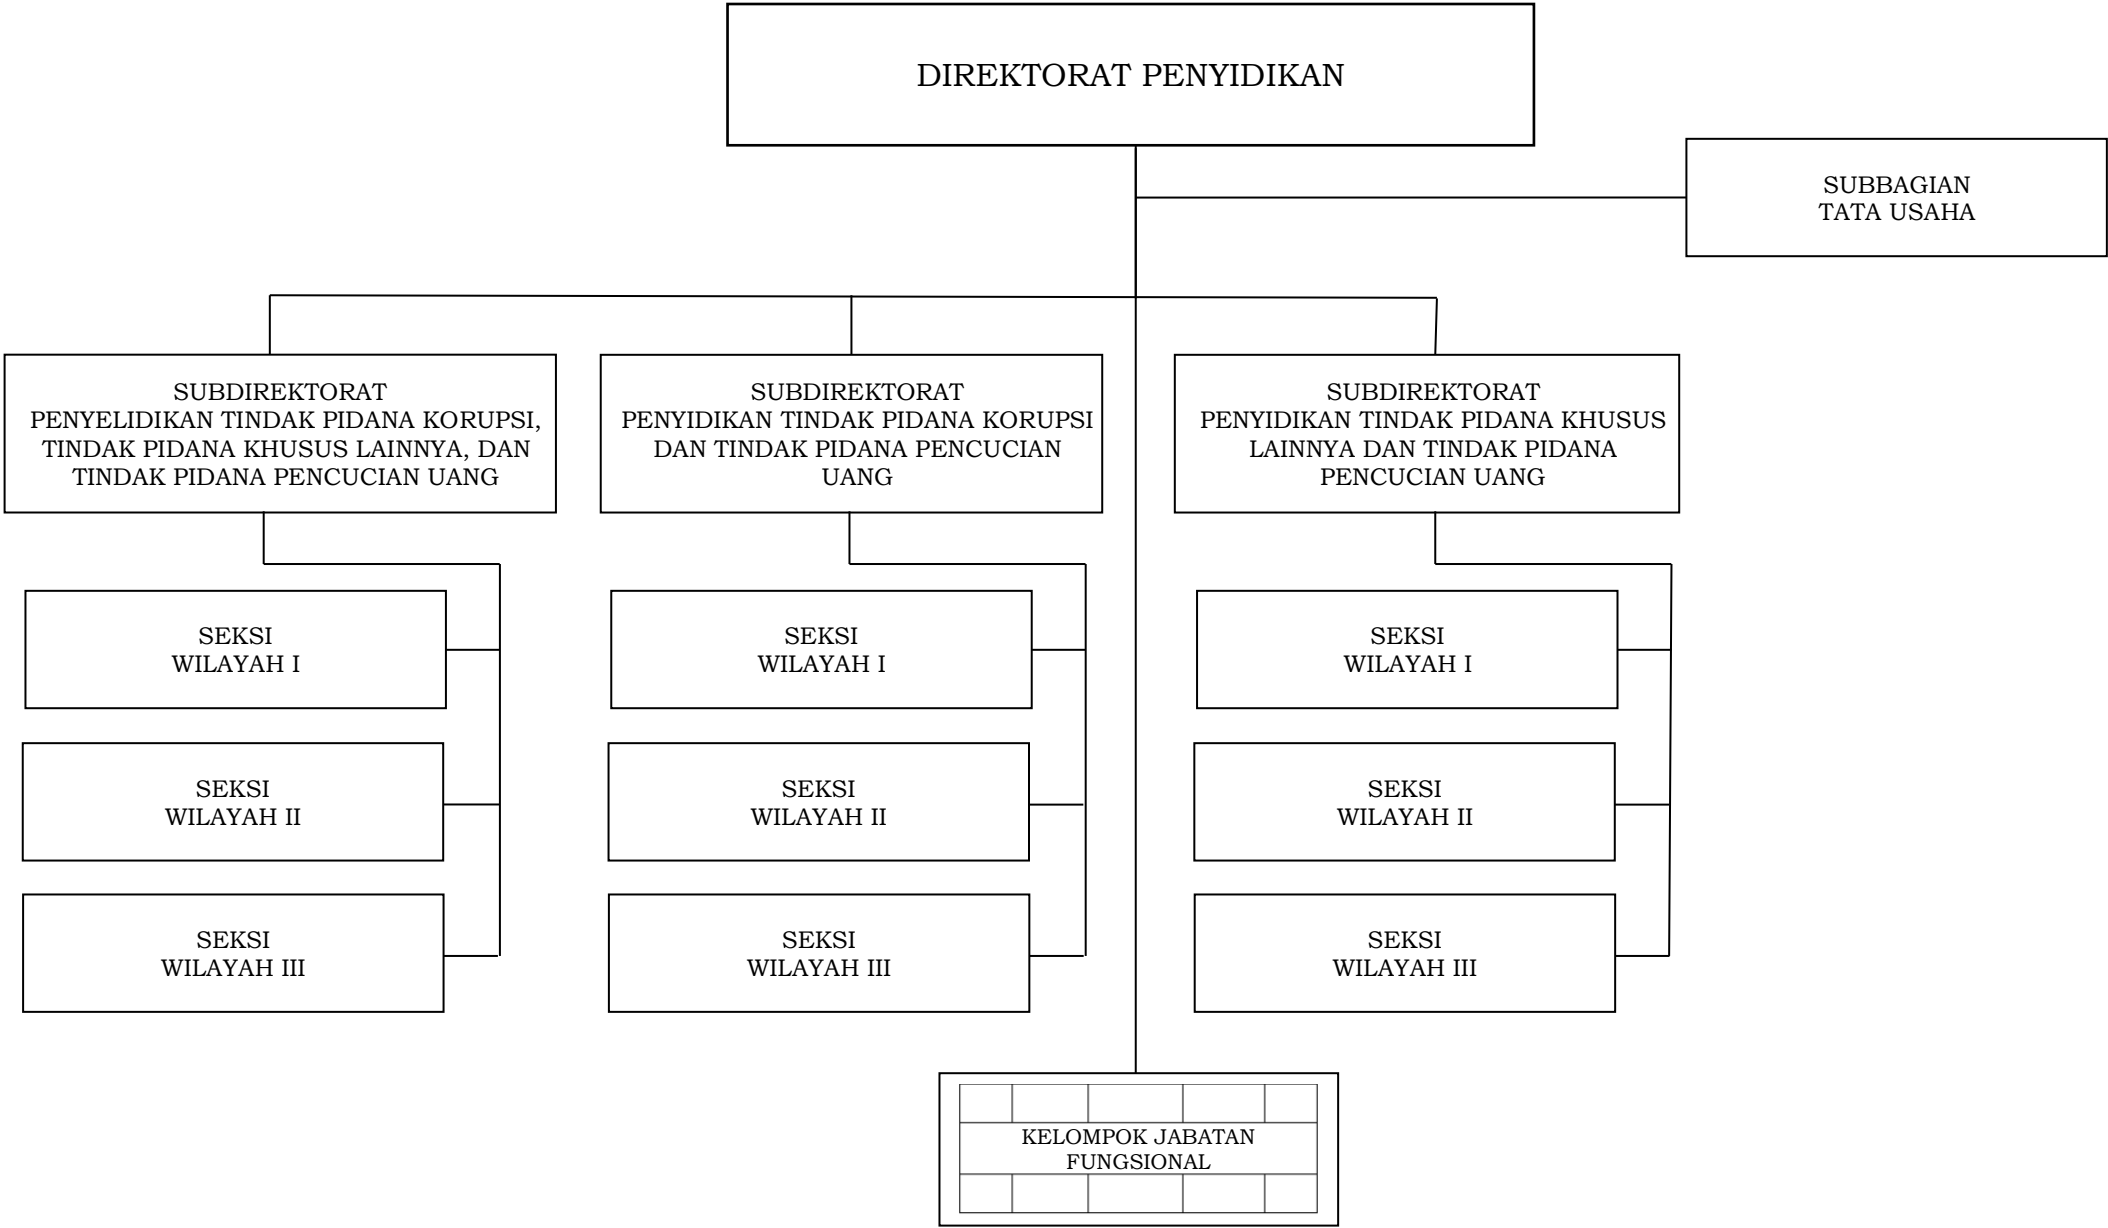 DIREKTORAT PENYIDIKAN
SUBBAGIAN
TATA USAHA
SUBDIREKTORAT
PENYELIDIKAN TINDAK PIDANA KORUPSI,
TINDAK PIDANA KHUSUS LAINNYA, DAN
TINDAK PIDANA PENCUCIAN UANG
SUBDIREKTORAT
PENYIDIKAN TINDAK PIDANA KORUPSI
DAN TINDAK PIDANA PENCUCIAN
UANG
SUBDIREKTORAT
PENYIDIKAN TINDAK PIDANA KHUSUS
LAINNYA DAN TINDAK PIDANA
PENCUCIAN UANG
SEKSI
WILAYAH I
SEKSI
WILAYAH I
SEKSI
WILAYAH I
SEKSI
WILAYAH II
SEKSI
WILAYAH II
SEKSI
WILAYAH II
SEKSI
WILAYAH III
SEKSI
WILAYAH III
SEKSI
WILAYAH III
KELOMPOK JABATAN
FUNGSIONAL